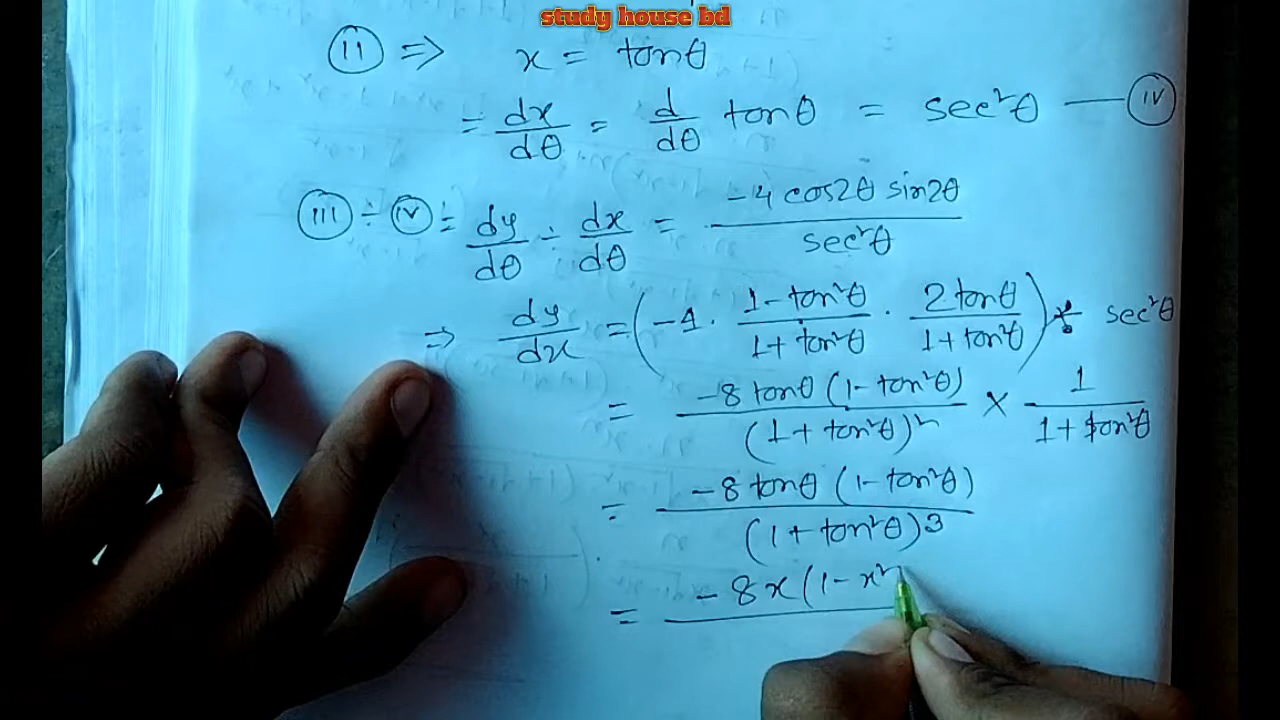 study house bd
(II) ⇒ x = tanθ
= dx/dθ = d/dθ tanθ = sec²θ — (IV)
(III) ÷ (IV) = dy/dθ ÷ dx/dθ = -4 cos2θ sin2θ / sec²θ
⇒ dy/dx = (-4 · 1-tan²θ / 1+tan²θ · 2tanθ / 1+tan²θ) ÷ sec²θ
= -8 tanθ (1-tan²θ) / (1+tan²θ)² × 1 / 1+tan²θ
= -8 tanθ (1-tan²θ) / (1+tan²θ)3
= -8x(1-x²